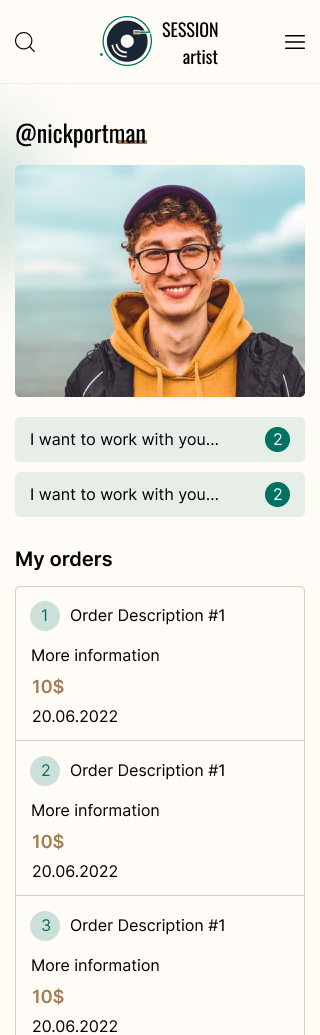 SESSION
artist
@nickportman
I want to work with you...
2
I want to work with you...
2
My orders
1 Order Description #1
More information
10$
20.06.2022
2 Order Description #1
More information
10$
20.06.2022
3 Order Description #1
More information
10$
20.06.2022